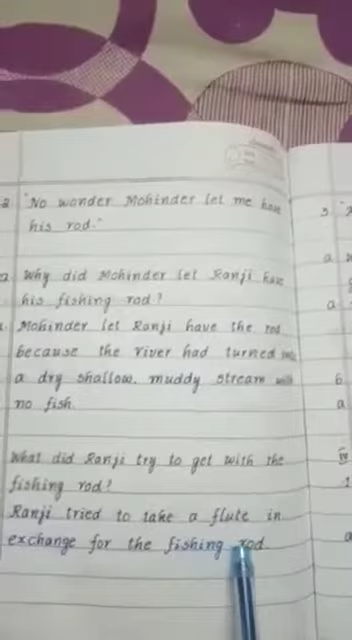 2 "No wonder Mohinder let me have
his rod."
a Why did Mohinder let Ranji have
his fishing rod?
Mohinder let Ranji have the rod
because the river had turned into
a dry shallow, muddy stream with
no fish.
What did Ranji try to get with the
fishing rod?
Ranji tried to take a flute in
exchange for the fishing rod
3
a
a
b
a
1
a